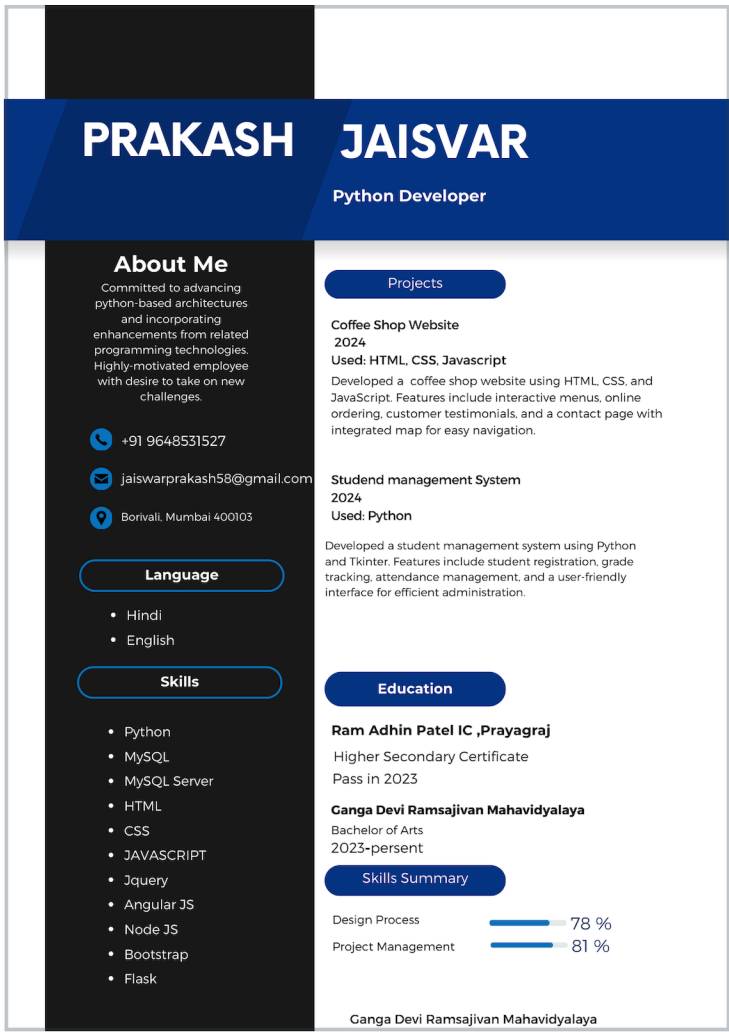 PRAKASH JAISVAR
Python Developer
About Me
Committed to advancing
python-based architectures
and incorporating
enhancements from related
programming technologies.
Highly-motivated employee
with desire to take on new
challenges.
+91 9648531527
jaiswarprakash58@gmail.com
Borivali, Mumbai 400103
Language
Hindi
English
Skills
Python
MySQL
MySQL Server
HTML
CSS
JAVASCRIPT
Jquery
Angular JS
Node JS
Bootstrap
Flask
Projects
Coffee Shop Website
2024
Used: HTML, CSS, Javascript
Developed a coffee shop website using HTML, CSS, and
JavaScript. Features include interactive menus, online
ordering, customer testimonials, and a contact page with
integrated map for easy navigation.
Studend management System
2024
Used: Python
Developed a student management system using Python
and Tkinter. Features include student registration, grade
tracking, attendance management, and a user-friendly
interface for efficient administration.
Education
Ram Adhin Patel IC ,Prayagraj
Higher Secondary Certificate
Pass in 2023
Ganga Devi Ramsajivan Mahavidyalaya
Bachelor of Arts
2023-persent
Skills Summary
Design Process 78 %
Project Management 81 %
Ganga Devi Ramsajivan Mahavidyalaya